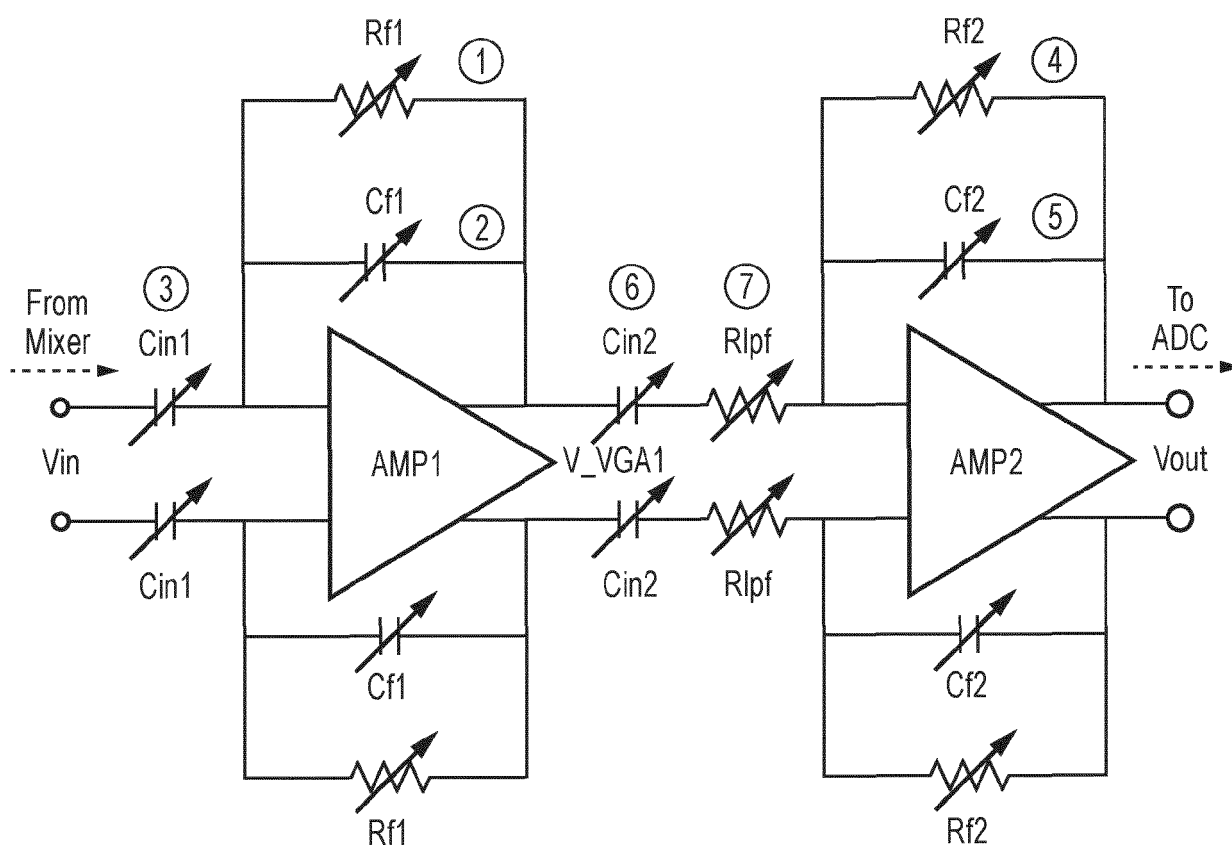 Rf1
①
Rf2
④
Cf1
②
Cf2
⑤
From
Mixer
③
Cin1
⑥
Cin2
⑦
Rlpf
To
ADC
Vin
AMP1
V_VGA1
AMP2
Vout
Cin1
Cin2
Rlpf
Cf1
Cf2
Rf1
Rf2